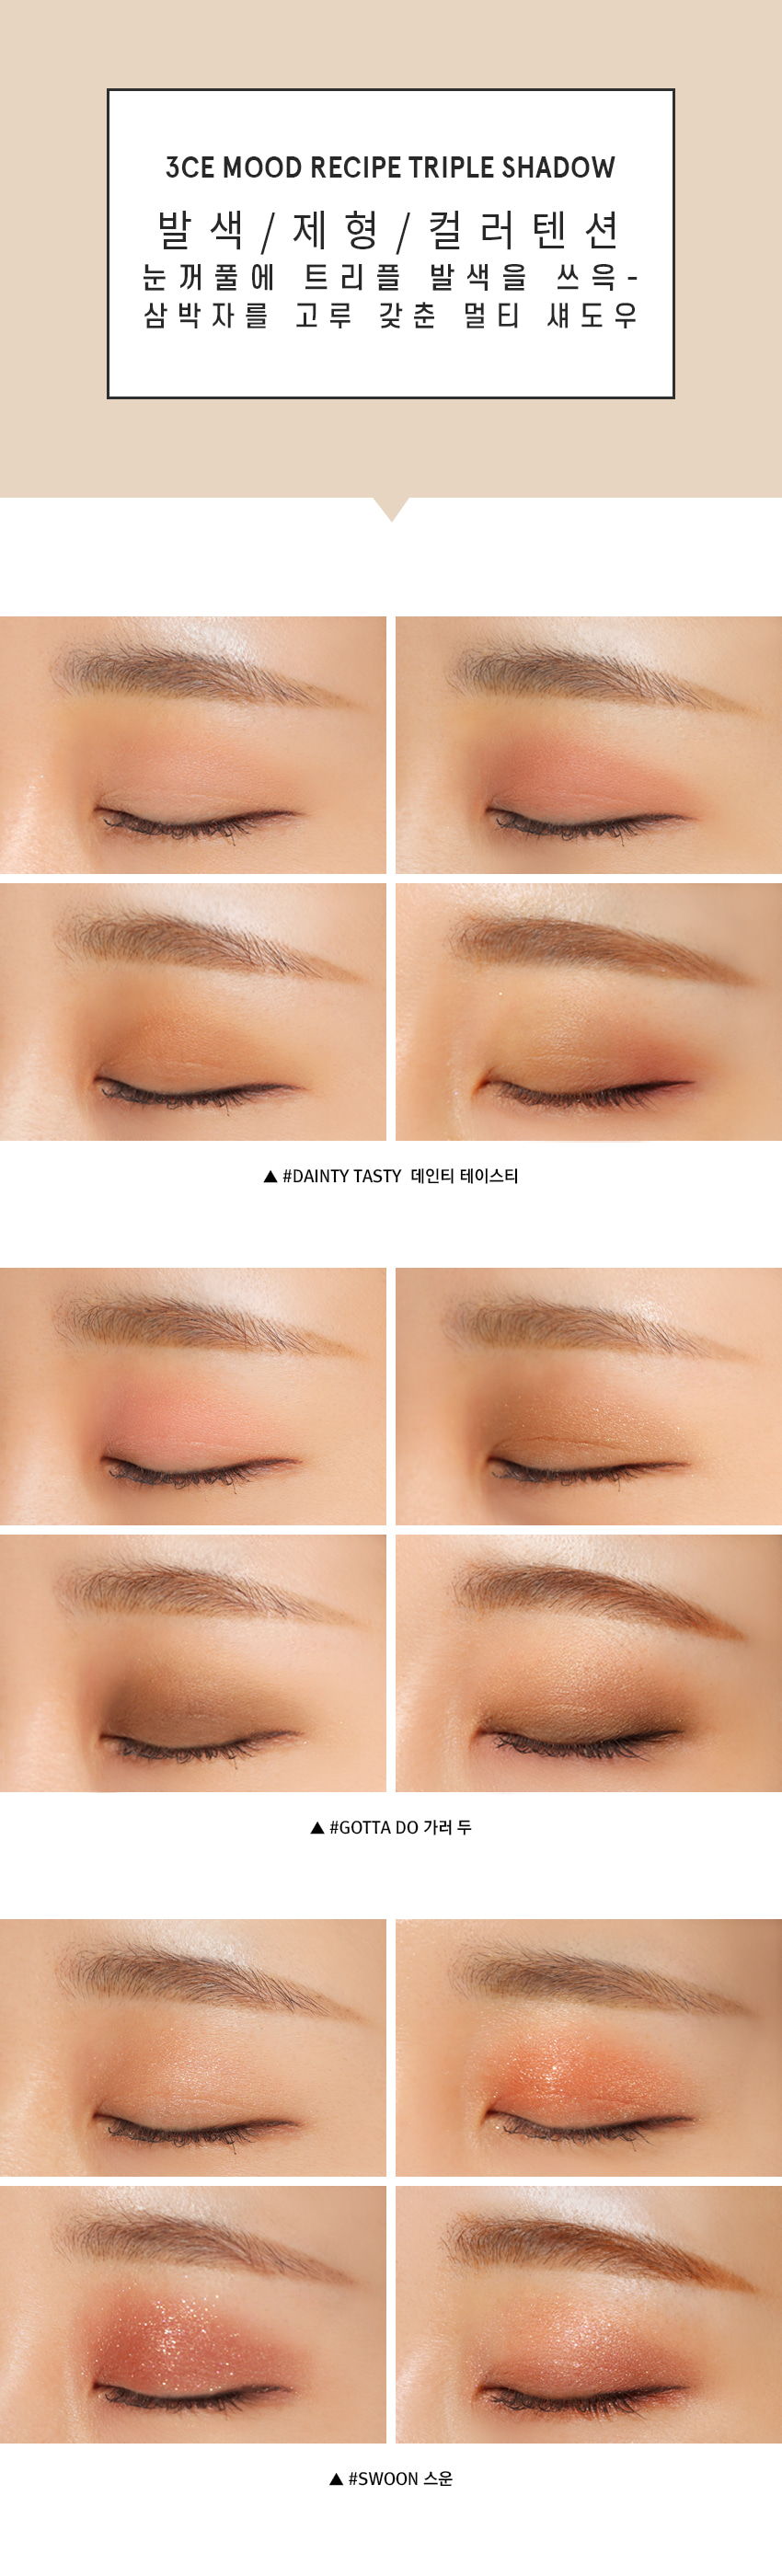 3CE MOOD RECIPE TRIPLE SHADOW
발색/제형/컬러텐션
눈꺼풀에 트리플 발색을 쓰윽-
삼박자를 고루 갖춘 멀티 섀도우
▲ #DAINTY TASTY 데인티 테이스티
▲ #GOTTA DO 가러 두
▲ #SWOON 스운